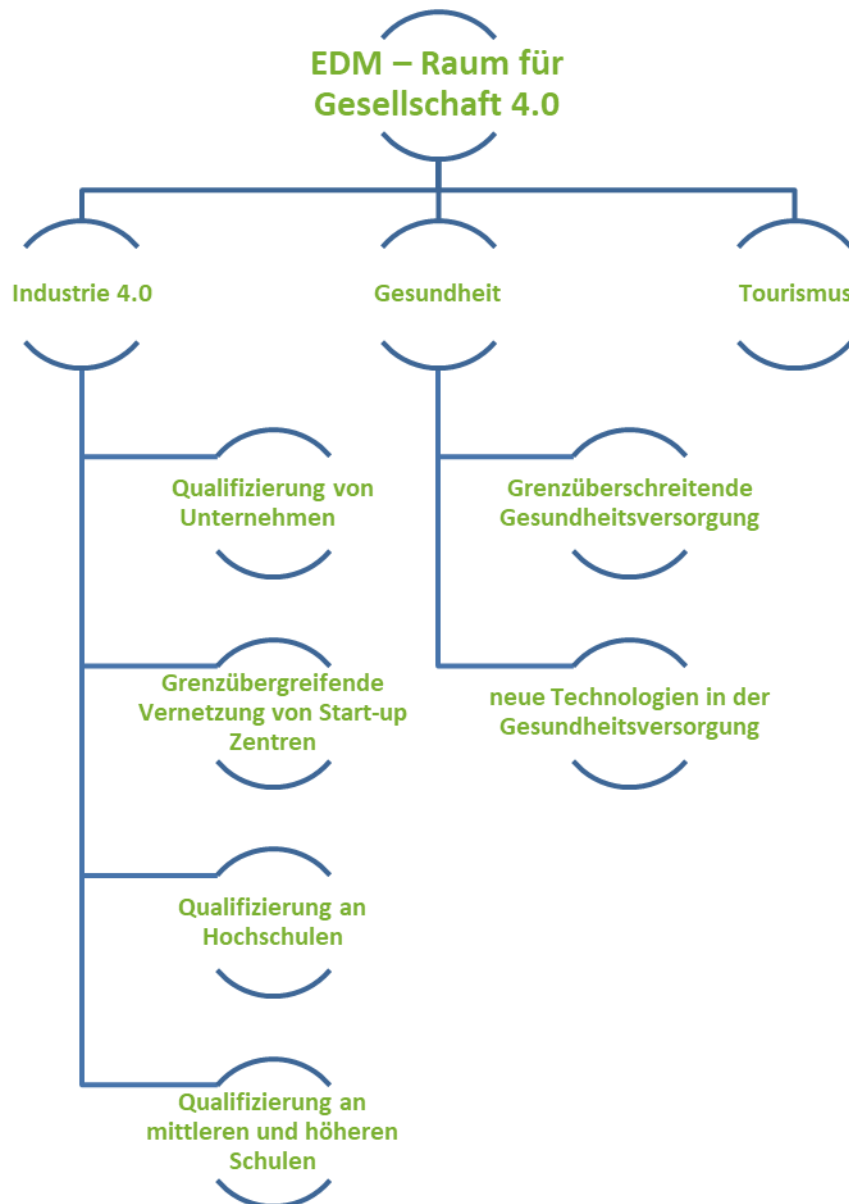 EDM – Raum für
Gesellschaft 4.0
Industrie 4.0
Gesundheit
Tourismus
Qualifizierung von
Unternehmen
Grenzüberschreitende
Gesundheitsversorgung
Grenzübergreifende
Vernetzung von Start-up
Zentren
neue Technologien in der
Gesundheitsversorgung
Qualifizierung an
Hochschulen
Qualifizierung an
mittleren und höheren
Schulen